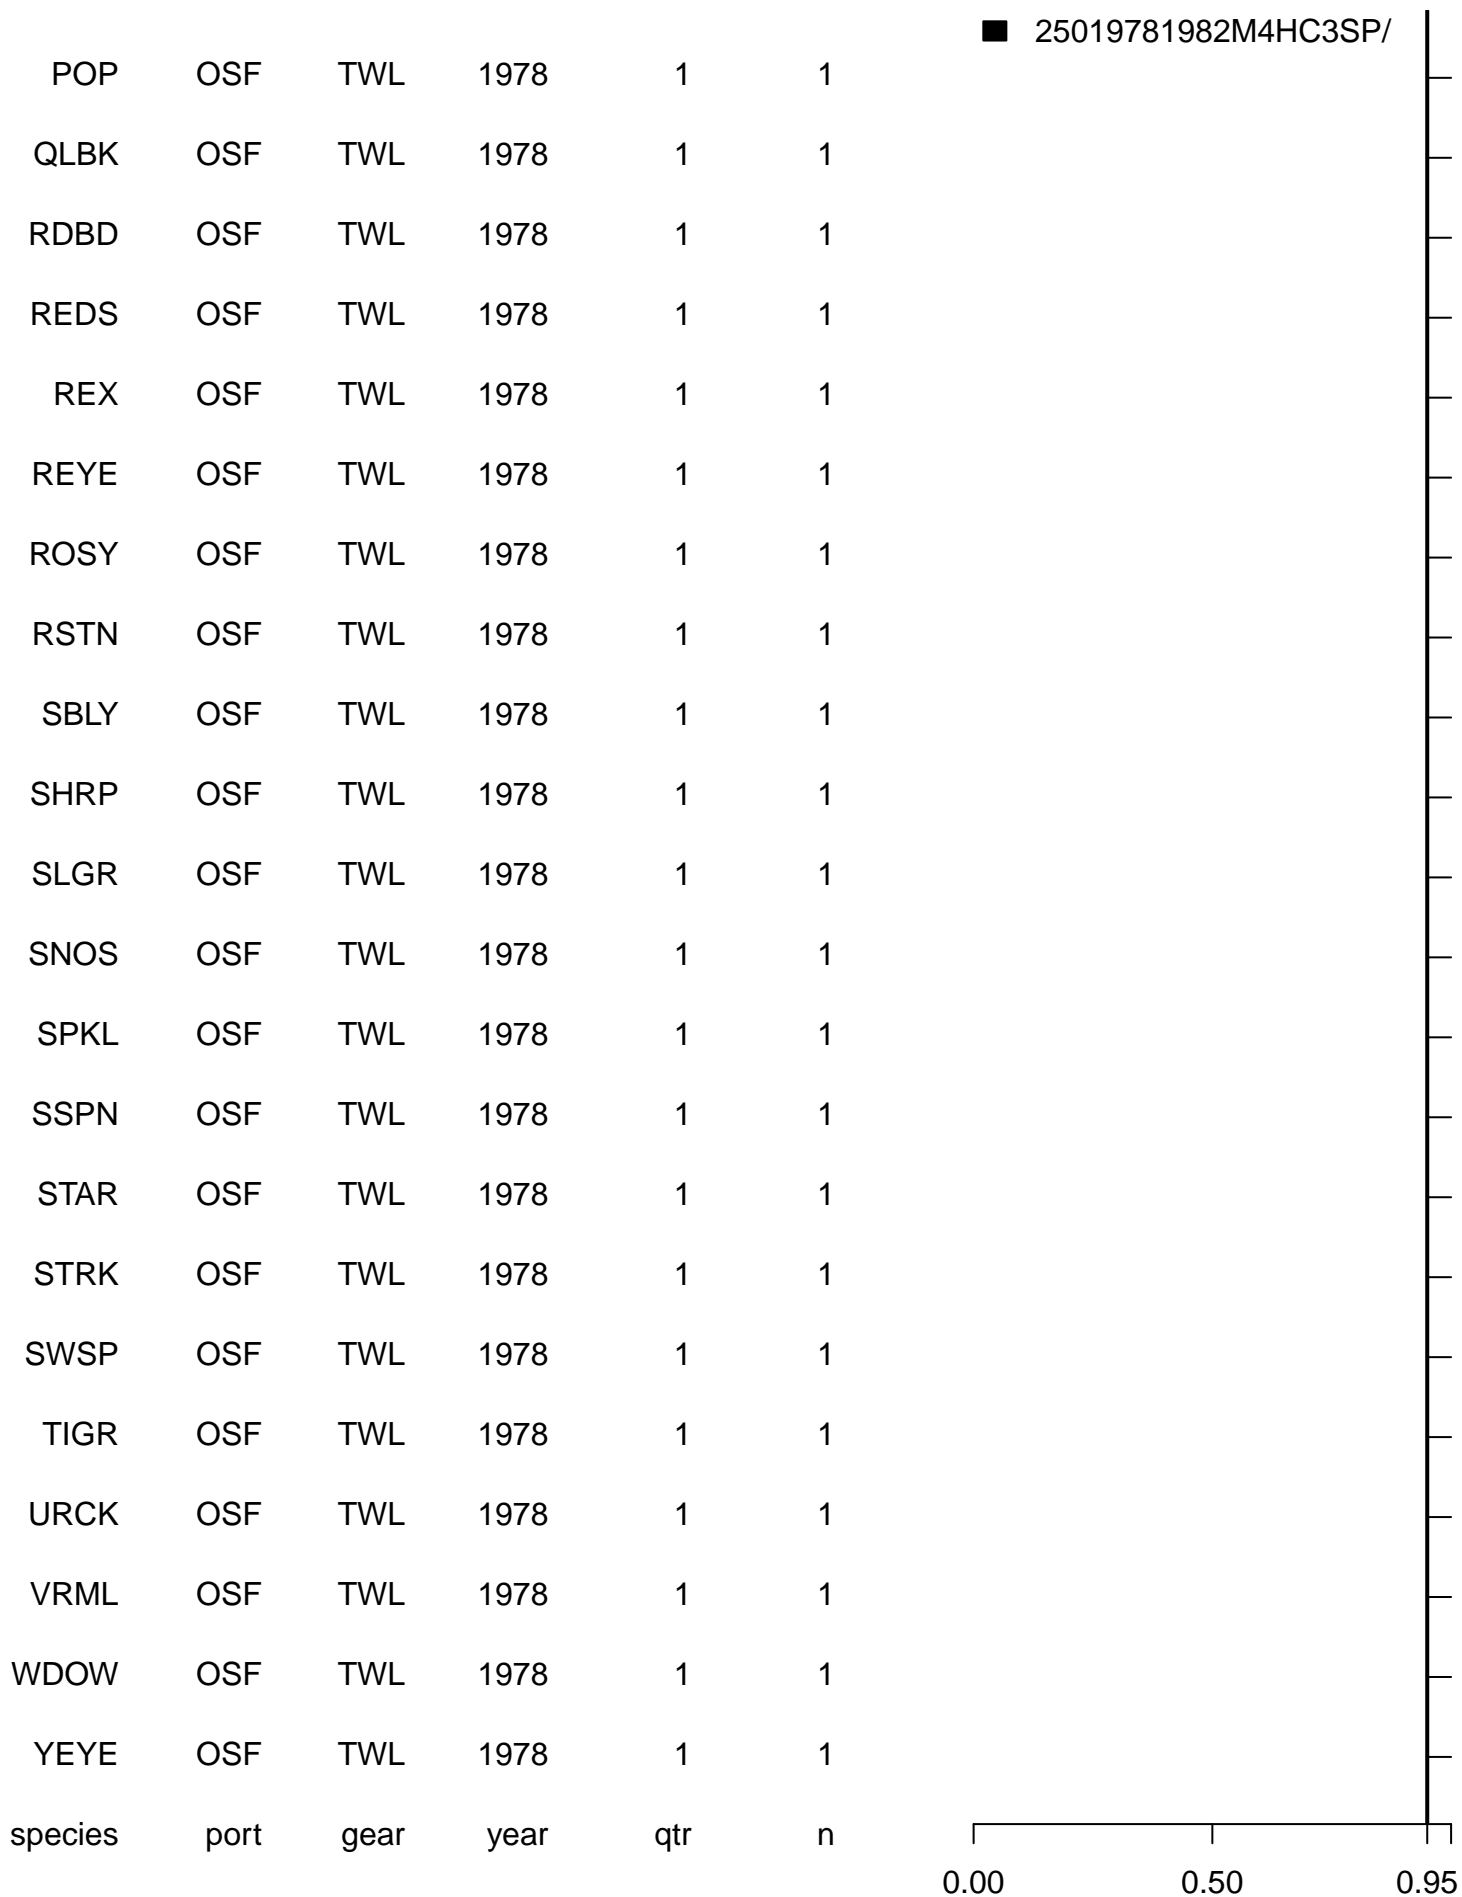 25019781982M4HC3SP/
POP OSF TWL 1978 1 1
QLBK OSF TWL 1978 1 1
RDBD OSF TWL 1978 1 1
REDS OSF TWL 1978 1 1
REX OSF TWL 1978 1 1
REYE OSF TWL 1978 1 1
ROSY OSF TWL 1978 1 1
RSTN OSF TWL 1978 1 1
SBLY OSF TWL 1978 1 1
SHRP OSF TWL 1978 1 1
SLGR OSF TWL 1978 1 1
SNOS OSF TWL 1978 1 1
SPKL OSF TWL 1978 1 1
SSPN OSF TWL 1978 1 1
STAR OSF TWL 1978 1 1
STRK OSF TWL 1978 1 1
SWSP OSF TWL 1978 1 1
TIGR OSF TWL 1978 1 1
URCK OSF TWL 1978 1 1
VRML OSF TWL 1978 1 1
WDOW OSF TWL 1978 1 1
YEYE OSF TWL 1978 1 1
species port gear year qtr n
0.00 0.50 0.95